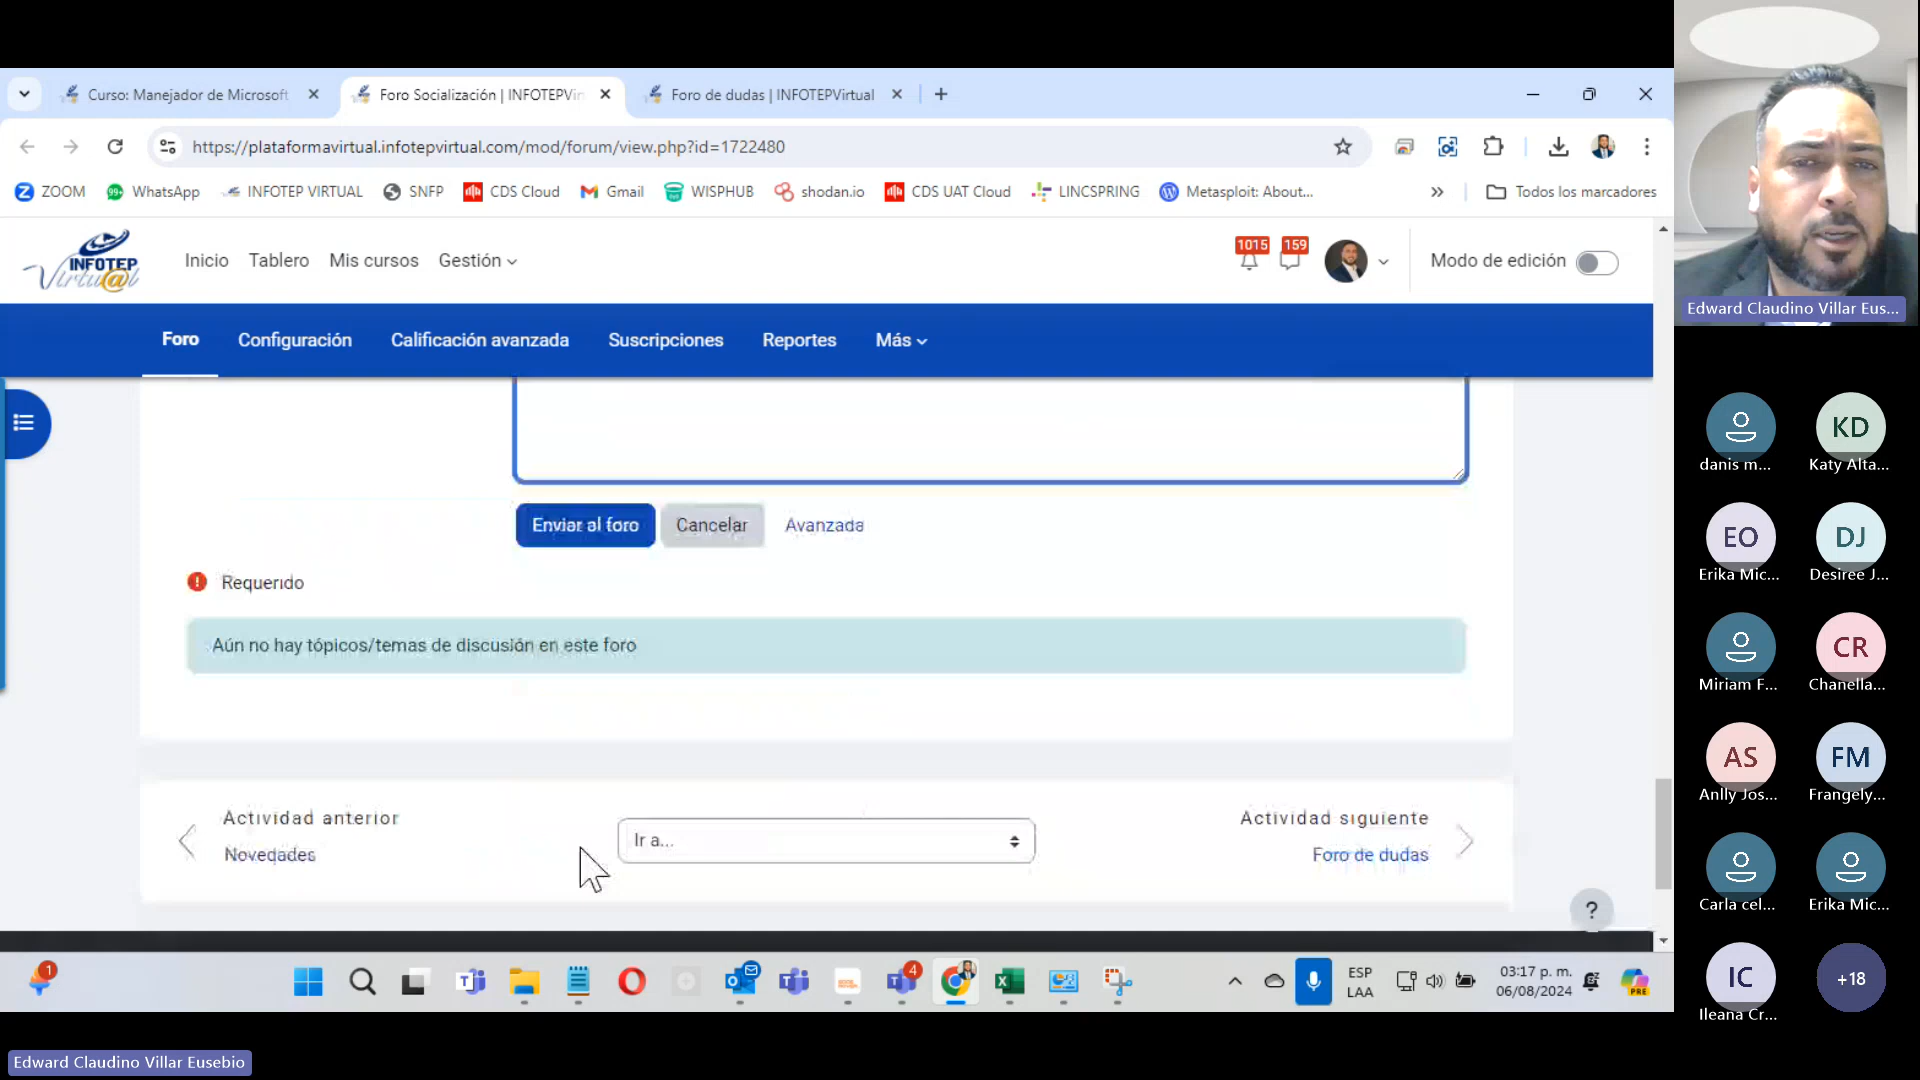 Curso: Manejador de Microsoft
Foro Socialización | INFOTEPVir
Foro de dudas | INFOTEPVirtual
https://plataformavirtual.infotepvirtual.com/mod/forum/view.php?id=1722480
ZOOM
99+
WhatsApp
INFOTEP VIRTUAL
SNFP
CDS Cloud
Gmail
WISPHUB
shodan.io
CDS UAT Cloud
LINCSPRING
Metasploit: About...
Todos los marcadores
INFOTEP
Virtu@l
Inicio
Tablero
Mis cursos
Gestión
1015
159
Modo de edición
Foro
Configuración
Calificación avanzada
Suscripciones
Reportes
Más
Enviar al foro
Cancelar
Avanzada
Requerido
Aún no hay tópicos/temas de discusión en este foro
Actividad anterior
Novedades
Ir a...
Actividad siguiente
Foro de dudas
?
1
4
ESP
LAA
03:17 p. m.
06/08/2024
PRE
Edward Claudino Villar Eus...
danis m...
KD
Katy Alta...
EO
Erika Mic...
DJ
Desiree J...
Miriam F...
CR
Chanella...
AS
Anlly Jos...
FM
Frangely...
Carla cel...
Erika Mic...
IC
Ileana Cr...
+18
Edward Claudino Villar Eusebio